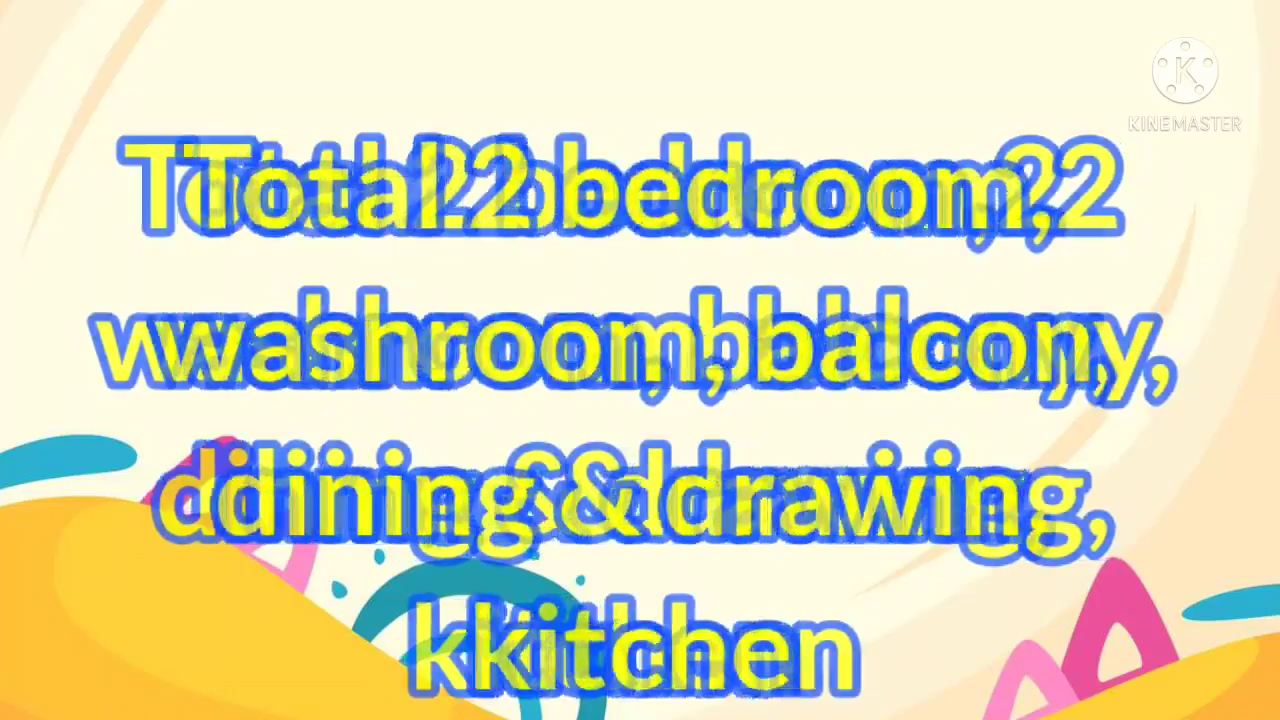 KINEMASTER
Total 2 bedroom, 2
washroom, balcony,
dining & drawing,
kitchen